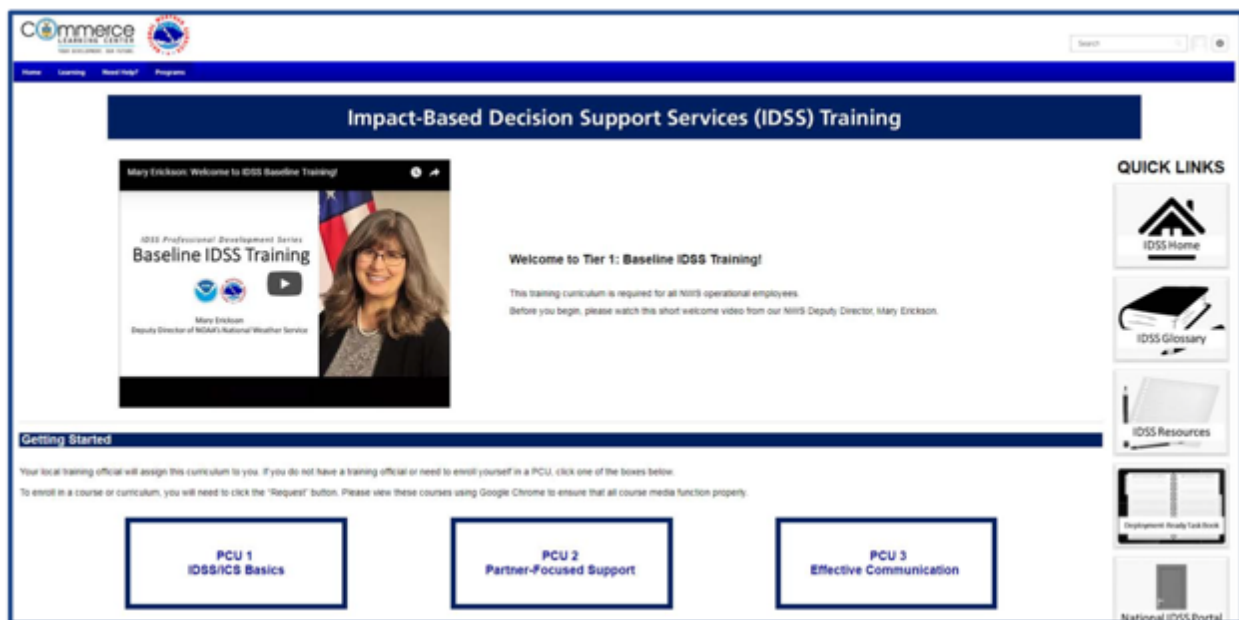 Commerce
LEARNING CENTER
YOUR DEVELOPMENT. OUR FUTURE.
Search
Home Learning Need Help? Programs
Impact-Based Decision Support Services (IDSS) Training
Mary Erickson: Welcome to IDSS Baseline Training!
IDSS Professional Development Series
Baseline IDSS Training
Mary Erickson
Deputy Director of NOAA's National Weather Service
Welcome to Tier 1: Baseline IDSS Training!
This training curriculum is required for all NWS operational employees.
Before you begin, please watch this short welcome video from our NWS Deputy Director, Mary Erickson.
QUICK LINKS
IDSS Home
IDSS Glossary
IDSS Resources
Deployment-Ready Task Book
National IDSS Portal
Getting Started
Your local training official will assign this curriculum to you. If you do not have a training official or need to enroll yourself in a PCU, click one of the boxes below.
To enroll in a course or curriculum, you will need to click the "Request" button. Please view these courses using Google Chrome to ensure that all course media function properly.
PCU 1
IDSS/ICS Basics
PCU 2
Partner-Focused Support
PCU 3
Effective Communication